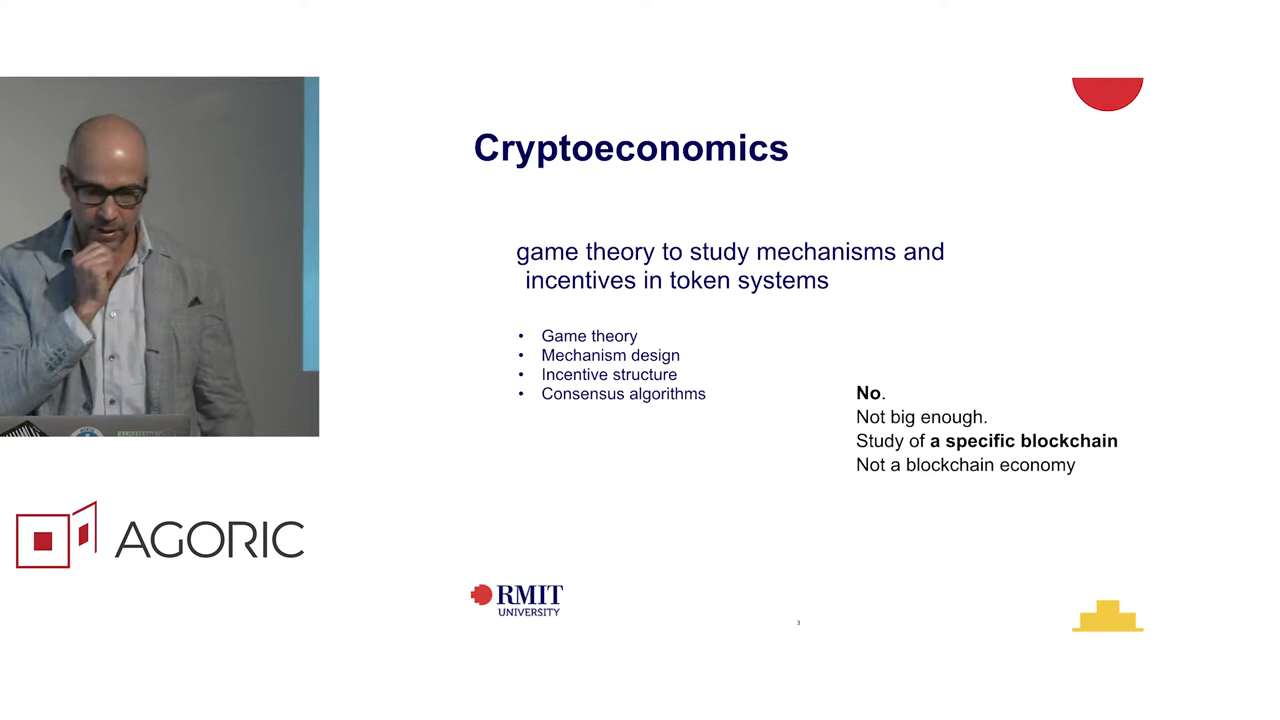 Cryptoeconomics
game theory to study mechanisms and
incentives in token systems
• Game theory
• Mechanism design
• Incentive structure
• Consensus algorithms
No.
Not big enough.
Study of a specific blockchain
Not a blockchain economy
AGORIC
RMIT
UNIVERSITY
3